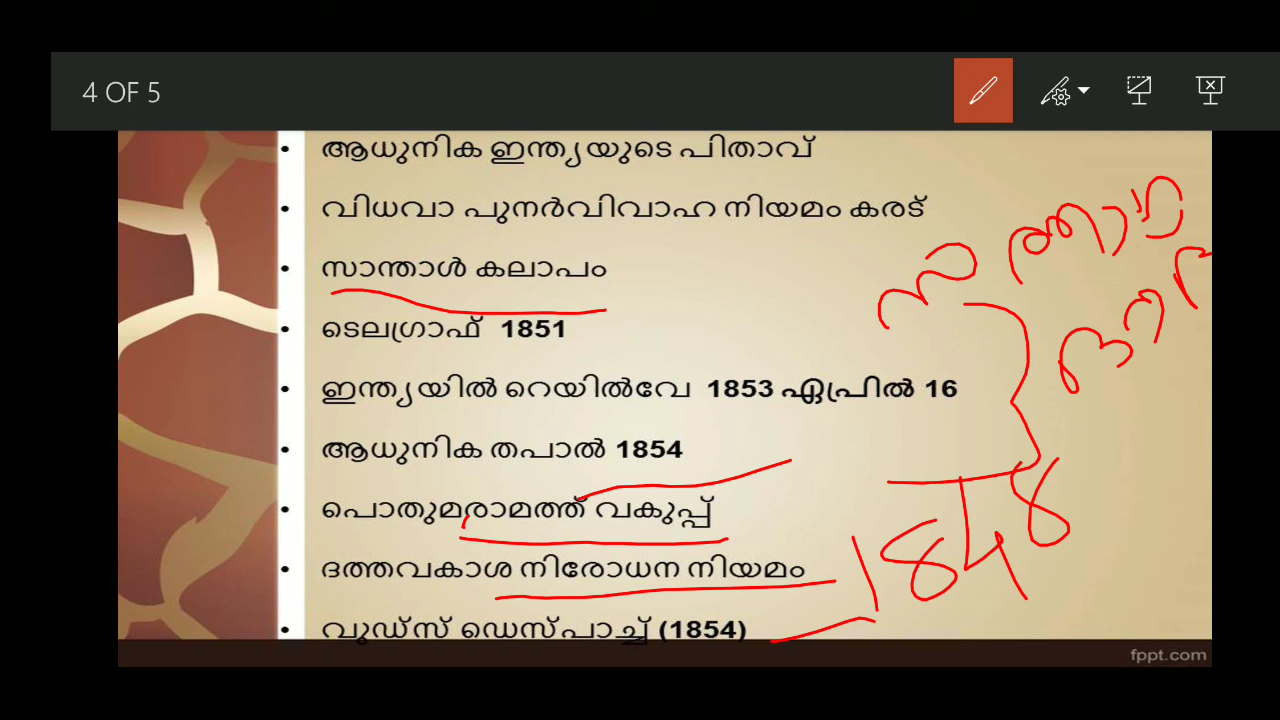 4 OF 5
• ആധുനിക ഇന്ത്യയുടെ പിതാവ്
• വിധവാ പുനർവിവാഹ നിയമം കരട്
• സാന്താൾ കലാപം
• ടെലഗ്രാഫ് 1851
• ഇന്ത്യയിൽ റെയിൽവേ 1853 ഏപ്രിൽ 16
• ആധുനിക തപാൽ 1854
• പൊതുമരാമത്ത് വകുപ്പ്
• ദത്തവകാശ നിരോധന നിയമം
1848
• വുഡ്സ് ഡെസ്പാച്ച് (1854)
fppt.com